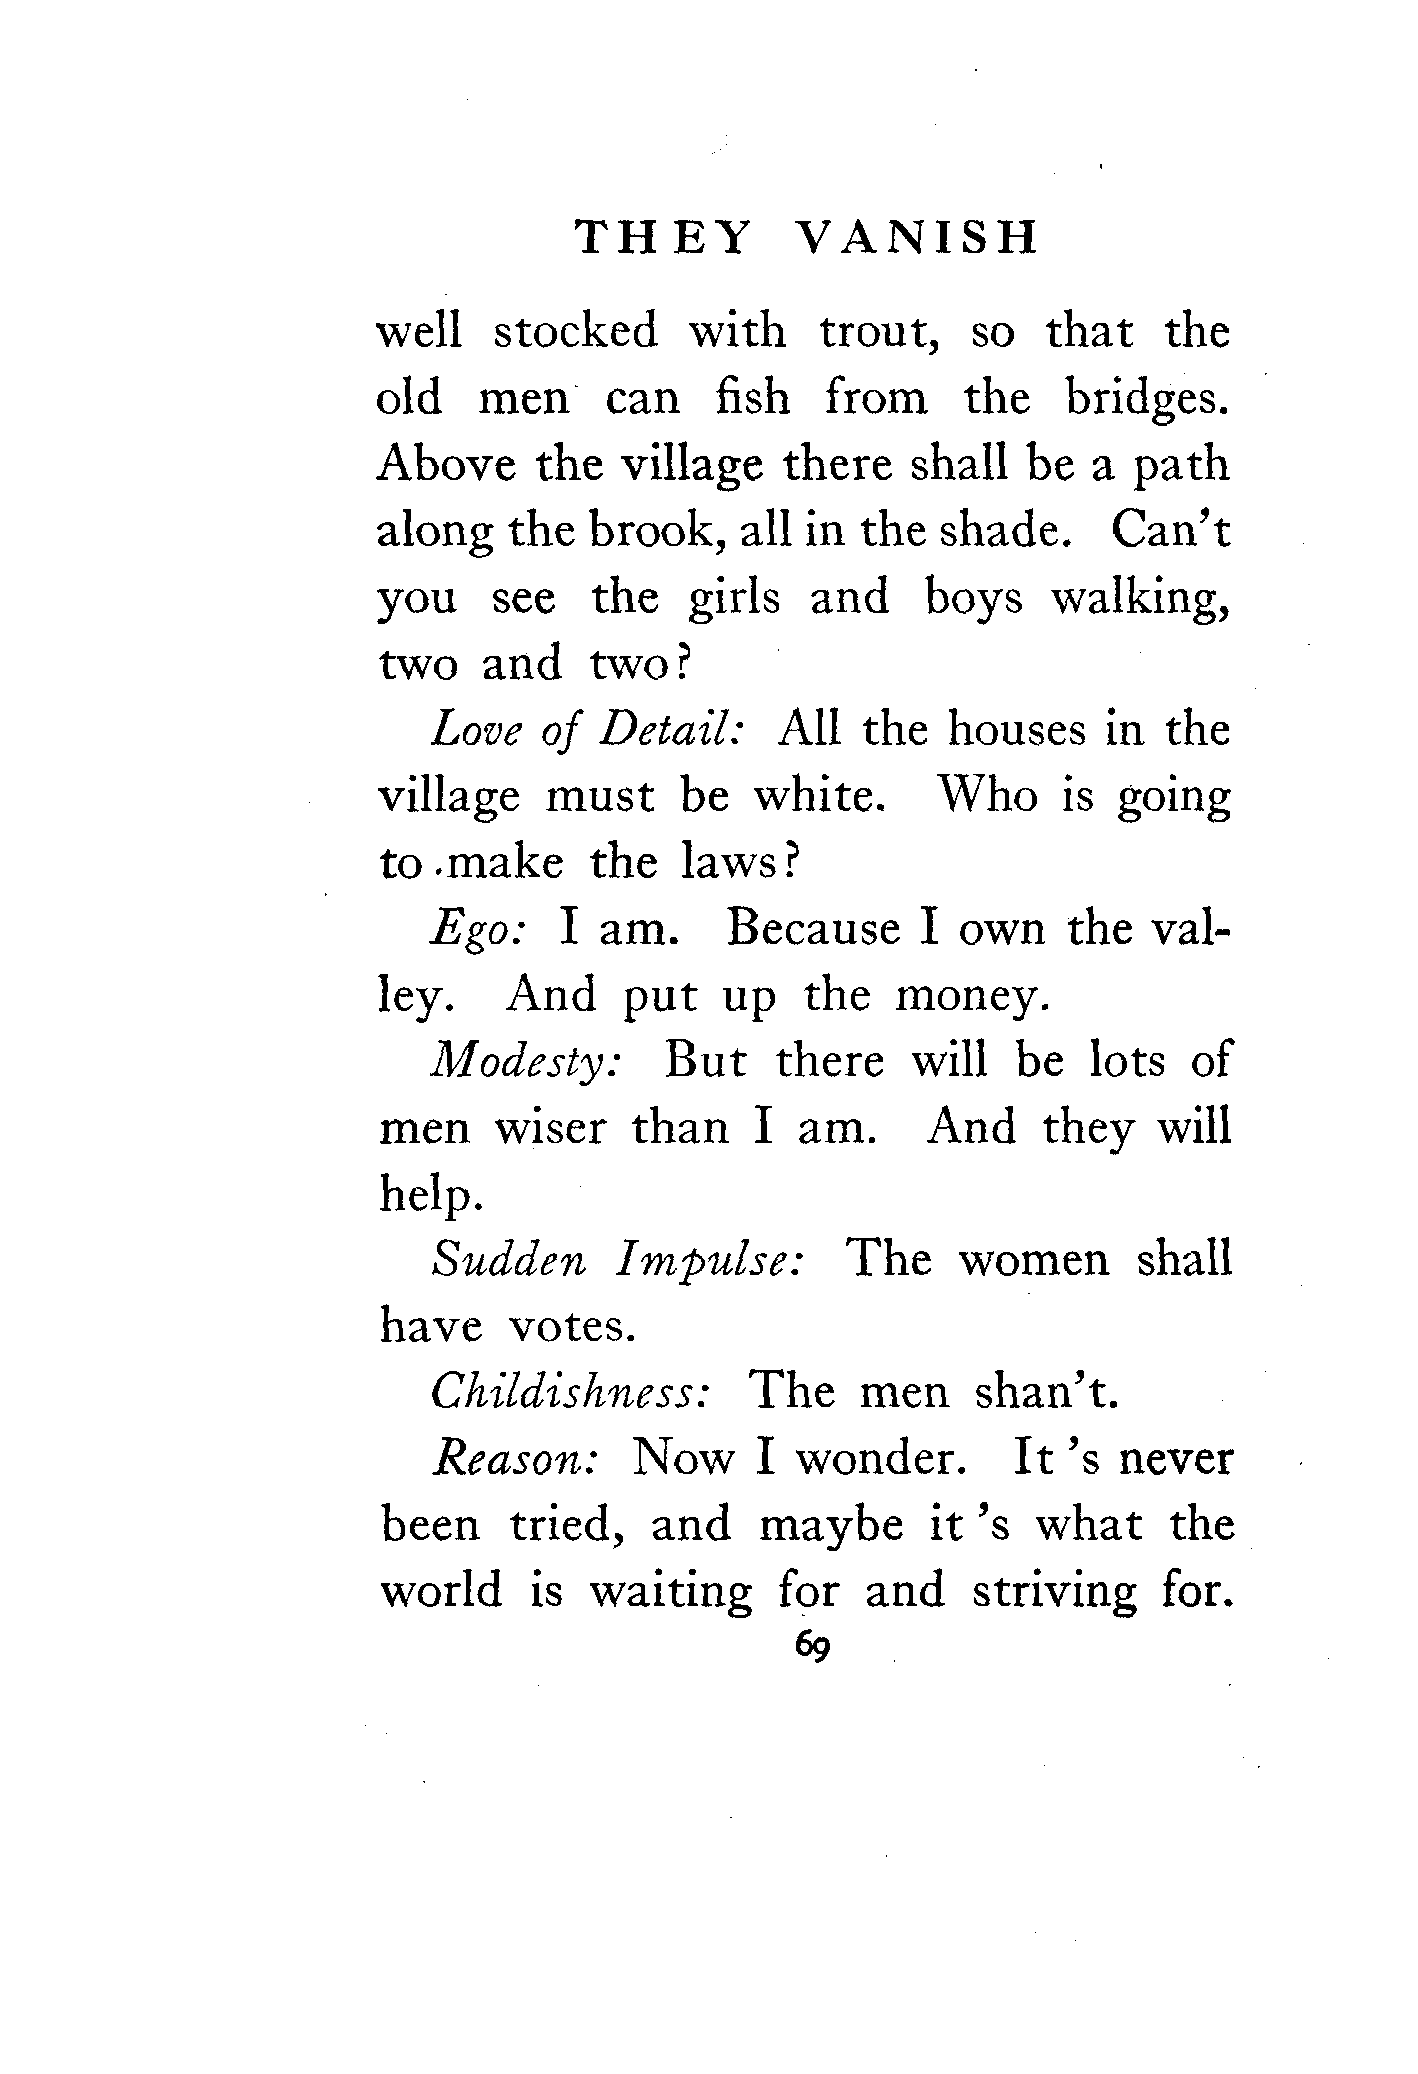 THEY VANISH
well stocked with trout, so that the
old men can fish from the bridges.
Above the village there shall be a path
along the brook, all in the shade. Can't
you see the girls and boys walking,
two and two?
Love of Detail: All the houses in the
village must be white. Who is going
to make the laws?
Ego: I am. Because I own the val-
ley. And put up the money.
Modesty: But there will be lots of
men wiser than I am. And they will
help.
Sudden Impulse: The women shall
have votes.
Childishness: The men shan't.
Reason: Now I wonder. It 's never
been tried, and maybe it 's what the
world is waiting for and striving for.
69